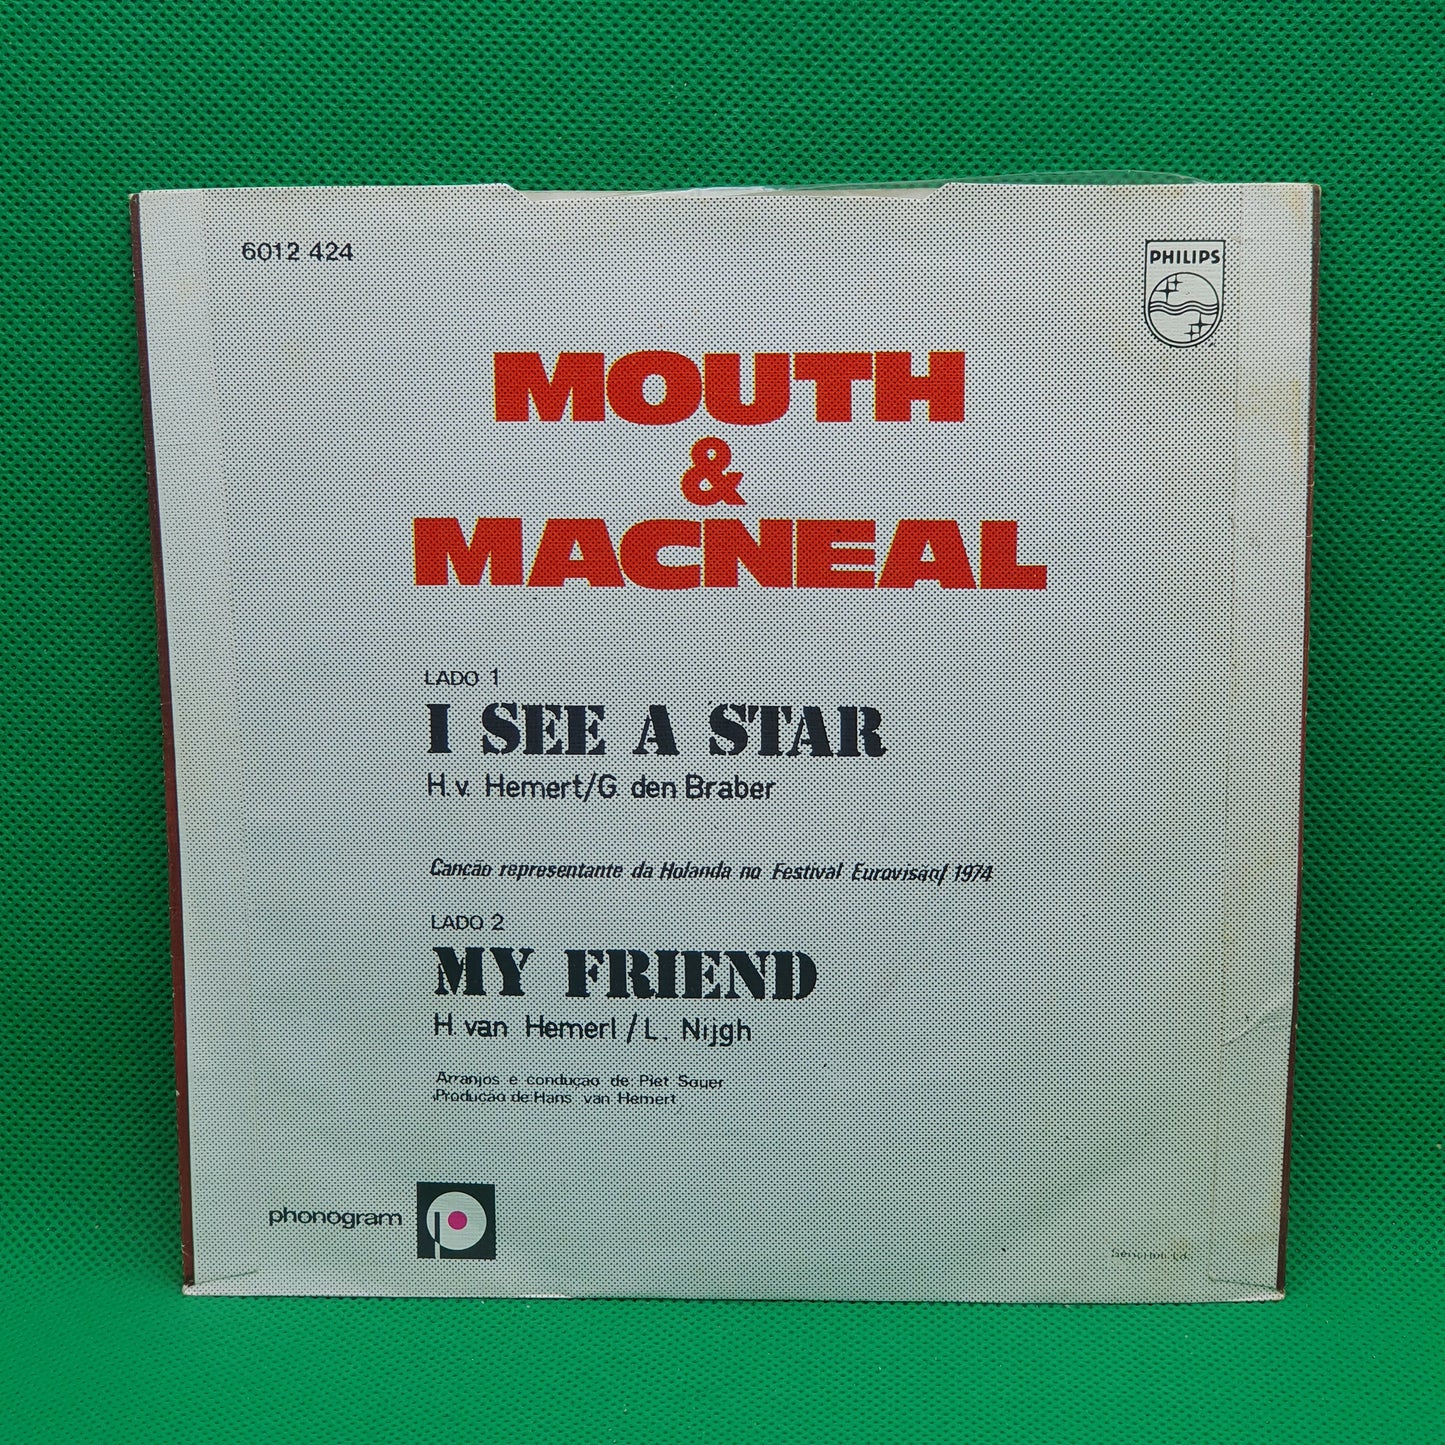 6012 424
PHILIPS
MOUTH
&
MACNEAL
LADO 1
I SEE A STAR
H. v. Hemert/G. den Braber
Canção representante da Holanda no Festival Eurovisão/1974
LADO 2
MY FRIEND
H. van Hemerl / L. Nijgh
Arranjos e condução de: Piet Souer
Produção de: Hans van Hemert
phonogram